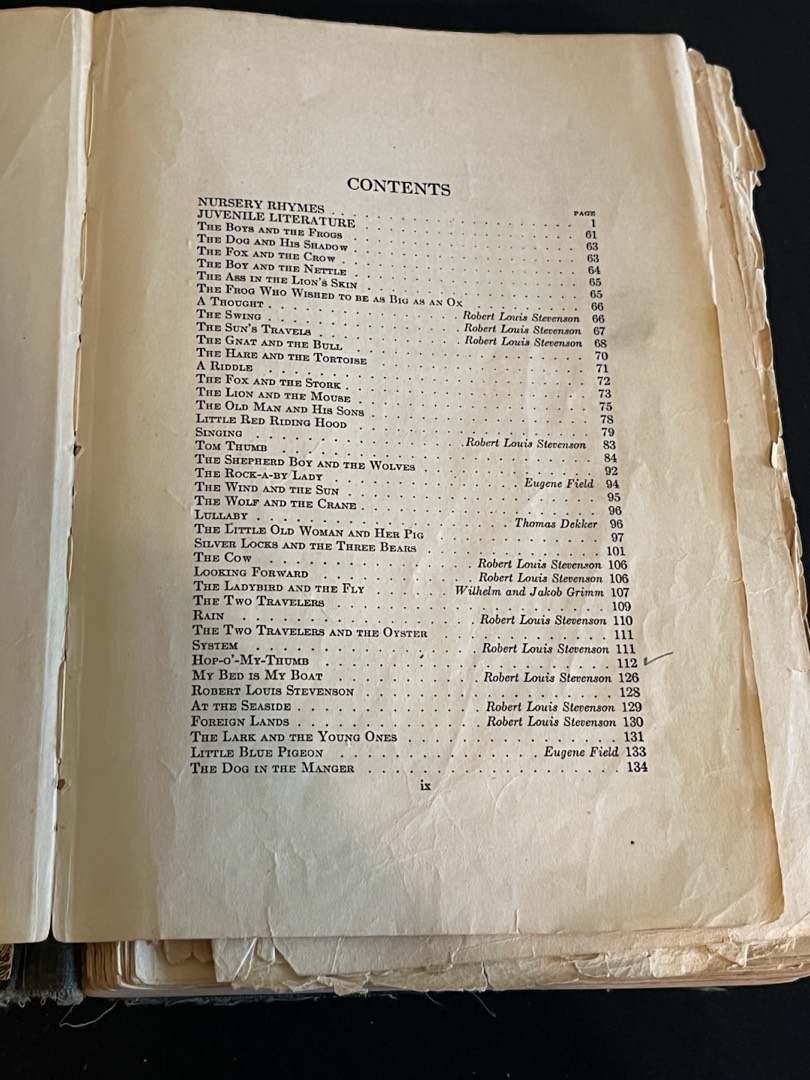 CONTENTS
PAGE
NURSERY RHYMES . . . . . . . . . . 1
JUVENILE LITERATURE . . . . . . . . . . 61
THE BOYS AND THE FROGS . . . . . . . . . . 63
THE DOG AND HIS SHADOW . . . . . . . . . . 63
THE FOX AND THE CROW . . . . . . . . . . 64
THE BOY AND THE NETTLE . . . . . . . . . . 65
THE ASS IN THE LION'S SKIN . . . . . . . . . . 65
THE FROG WHO WISHED TO BE AS BIG AS AN OX . . . . . . 66
A THOUGHT . . . . . . . . Robert Louis Stevenson 66
THE SWING . . . . . . . . Robert Louis Stevenson 67
THE SUN'S TRAVELS . . . . . . Robert Louis Stevenson 68
THE GNAT AND THE BULL . . . . . . . . . . 70
THE HARE AND THE TORTOISE . . . . . . . . . . 71
A RIDDLE . . . . . . . . . . 72
THE FOX AND THE STORK . . . . . . . . . . 73
THE LION AND THE MOUSE . . . . . . . . . . 75
THE OLD MAN AND HIS SONS . . . . . . . . . . 78
LITTLE RED RIDING HOOD . . . . . . . . . . 79
SINGING . . . . . . . . Robert Louis Stevenson 83
TOM THUMB . . . . . . . . . . 84
THE SHEPHERD BOY AND THE WOLVES . . . . . . . . . . 92
THE ROCK-A-BY LADY . . . . . . . . Eugene Field 94
THE WIND AND THE SUN . . . . . . . . . . 95
THE WOLF AND THE CRANE . . . . . . . . . . 96
LULLABY . . . . . . . . Thomas Dekker 96
THE LITTLE OLD WOMAN AND HER PIG . . . . . . . . . . 97
SILVER LOCKS AND THE THREE BEARS . . . . . . . . . . 101
THE COW . . . . . . . . Robert Louis Stevenson 106
LOOKING FORWARD . . . . . . Robert Louis Stevenson 106
THE LADYBIRD AND THE FLY . . . . . Wilhelm and Jakob Grimm 107
THE TWO TRAVELERS . . . . . . . . . . 109
RAIN . . . . . . . . Robert Louis Stevenson 110
THE TWO TRAVELERS AND THE OYSTER . . . . . . . . 111
SYSTEM . . . . . . . . Robert Louis Stevenson 111
HOP-O'-MY-THUMB . . . . . . . . . . 112 ✓
MY BED IS MY BOAT . . . . . . Robert Louis Stevenson 126
ROBERT LOUIS STEVENSON . . . . . . . . . . 128
AT THE SEASIDE . . . . . . . . Robert Louis Stevenson 129
FOREIGN LANDS . . . . . . . . Robert Louis Stevenson 130
THE LARK AND THE YOUNG ONES . . . . . . . . . . 131
LITTLE BLUE PIGEON . . . . . . . . Eugene Field 133
THE DOG IN THE MANGER . . . . . . . . . . 134
ix